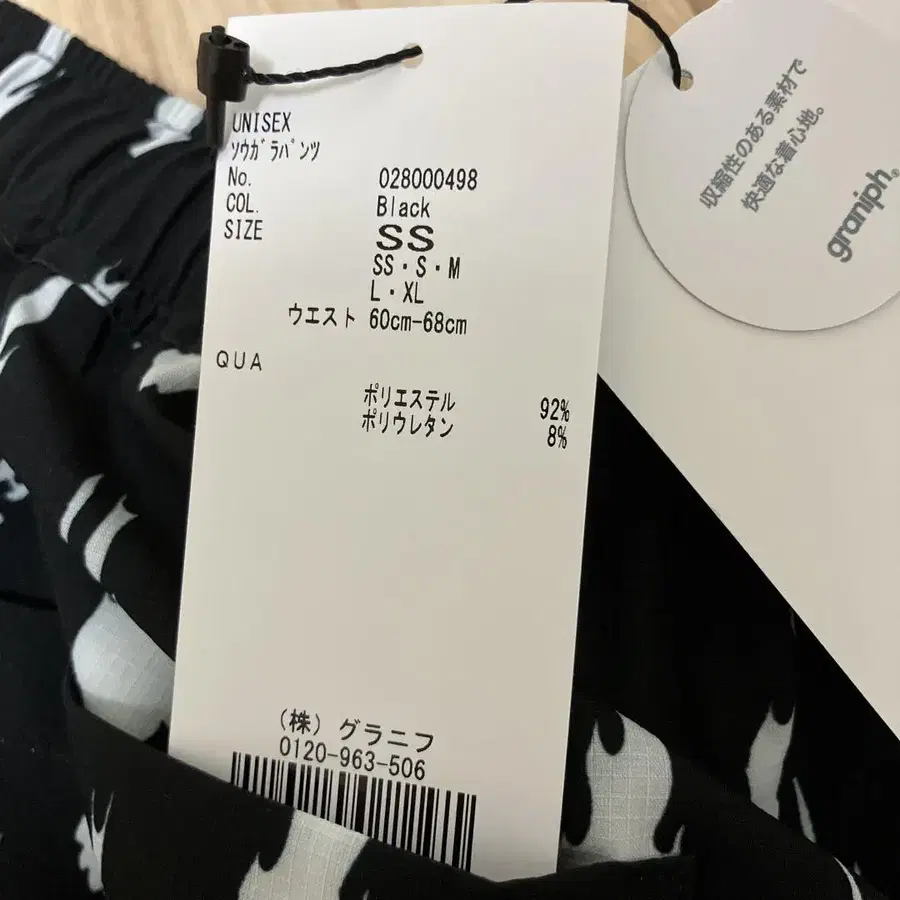 UNISEX
ソウガラパンツ
No. 028000498
COL. Black
SIZE SS
SS・S・M
L・XL
ウエスト 60cm-68cm
QUA
ポリエステル 92%
ポリウレタン 8%
(株) グラニフ
0120-963-506
収縮性のある素材で
快適な着心地。
graniph®